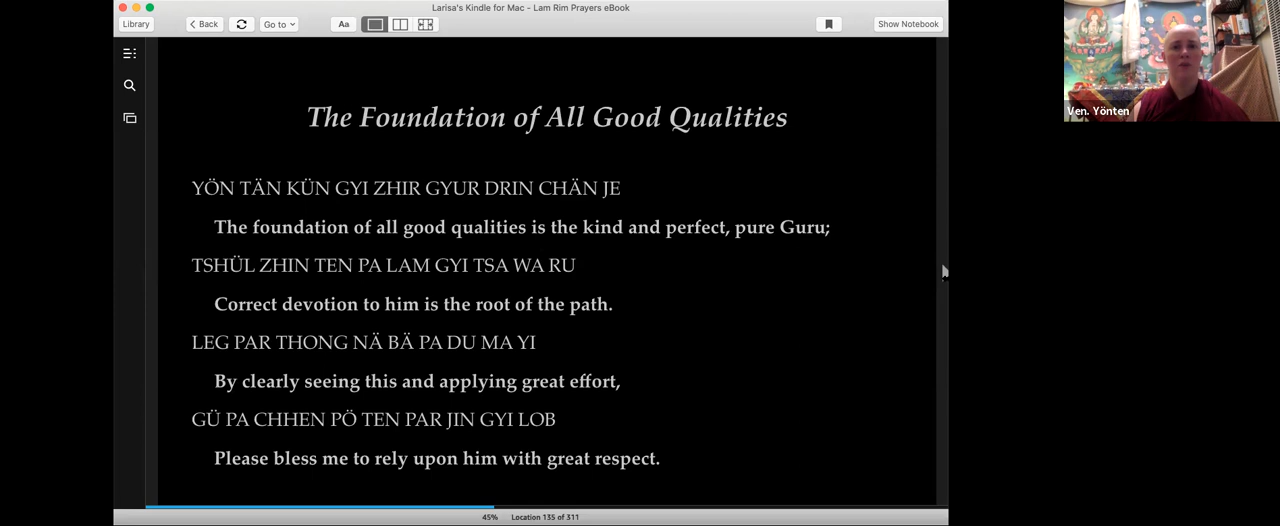 Larisa's Kindle for Mac - Lam Rim Prayers eBook
Library
Back
Go to
Aa
Show Notebook
Ven. Yönten
The Foundation of All Good Qualities
YÖN TÄN KÜN GYI ZHIR GYUR DRIN CHÄN JE
The foundation of all good qualities is the kind and perfect, pure Guru;
TSHÜL ZHIN TEN PA LAM GYI TSA WA RU
Correct devotion to him is the root of the path.
LEG PAR THONG NÄ BÄ PA DU MA YI
By clearly seeing this and applying great effort,
GÜ PA CHHEN PÖ TEN PAR JIN GYI LOB
Please bless me to rely upon him with great respect.
45% Location 135 of 311